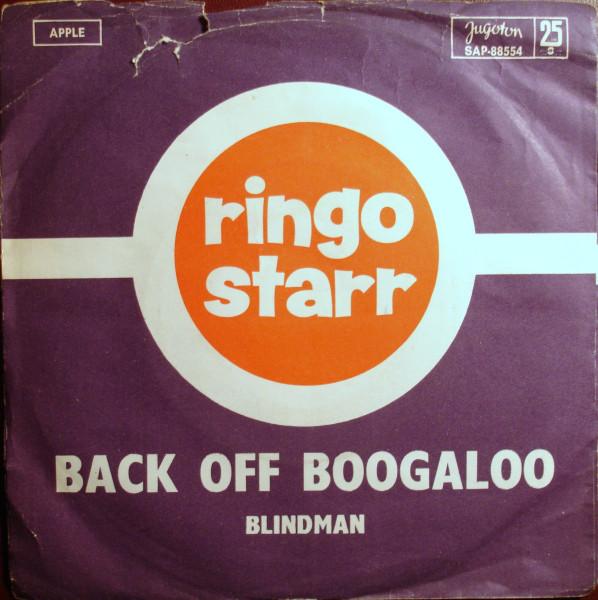 APPLE
Jugoton
SAP-88554
25
ringo
starr
BACK OFF BOOGALOO
BLINDMAN